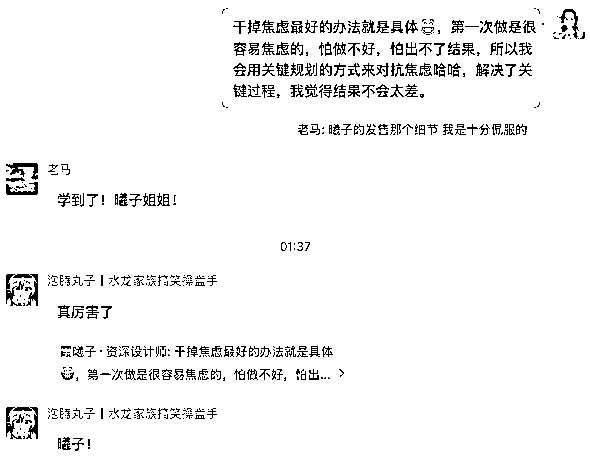 干掉焦虑最好的办法就是具体😂，第一次做是很
容易焦虑的，怕做不好，怕出不了结果，所以我
会用关键规划的方式来对抗焦虑哈哈，解决了关
键过程，我觉得结果不会太差。
老马: 曦子的发售那个细节 我是十分佩服的
老马
学到了！曦子姐姐！
01:37
泡腾丸子丨水龙家族搞笑操盘手
真厉害了
曦子·资深设计师: 干掉焦虑最好的办法就是具体
😂，第一次做是很容易焦虑的，怕做不好，怕出...
泡腾丸子丨水龙家族搞笑操盘手
曦子！